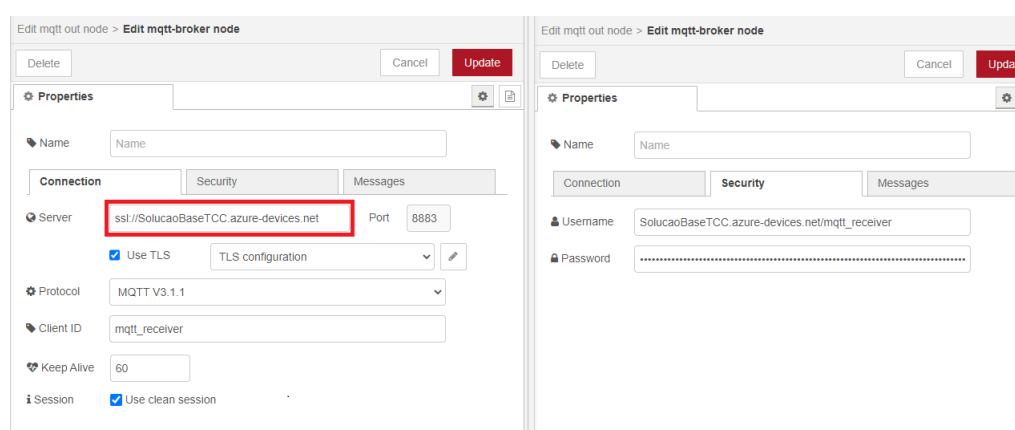 Edit mqtt out node > Edit mqtt-broker node
Delete
Cancel
Update
Properties
Name
Name
Connection
Security
Messages
Server
ssl://SolucaoBaseTCC.azure-devices.net
Port
8883
Use TLS
TLS configuration
Protocol
MQTT V3.1.1
Client ID
mqtt_receiver
Keep Alive
60
Session
Use clean session
Edit mqtt out node > Edit mqtt-broker node
Delete
Cancel
Upda
Properties
Name
Name
Connection
Security
Messages
Username
SolucaoBaseTCC.azure-devices.net/mqtt_receiver
Password